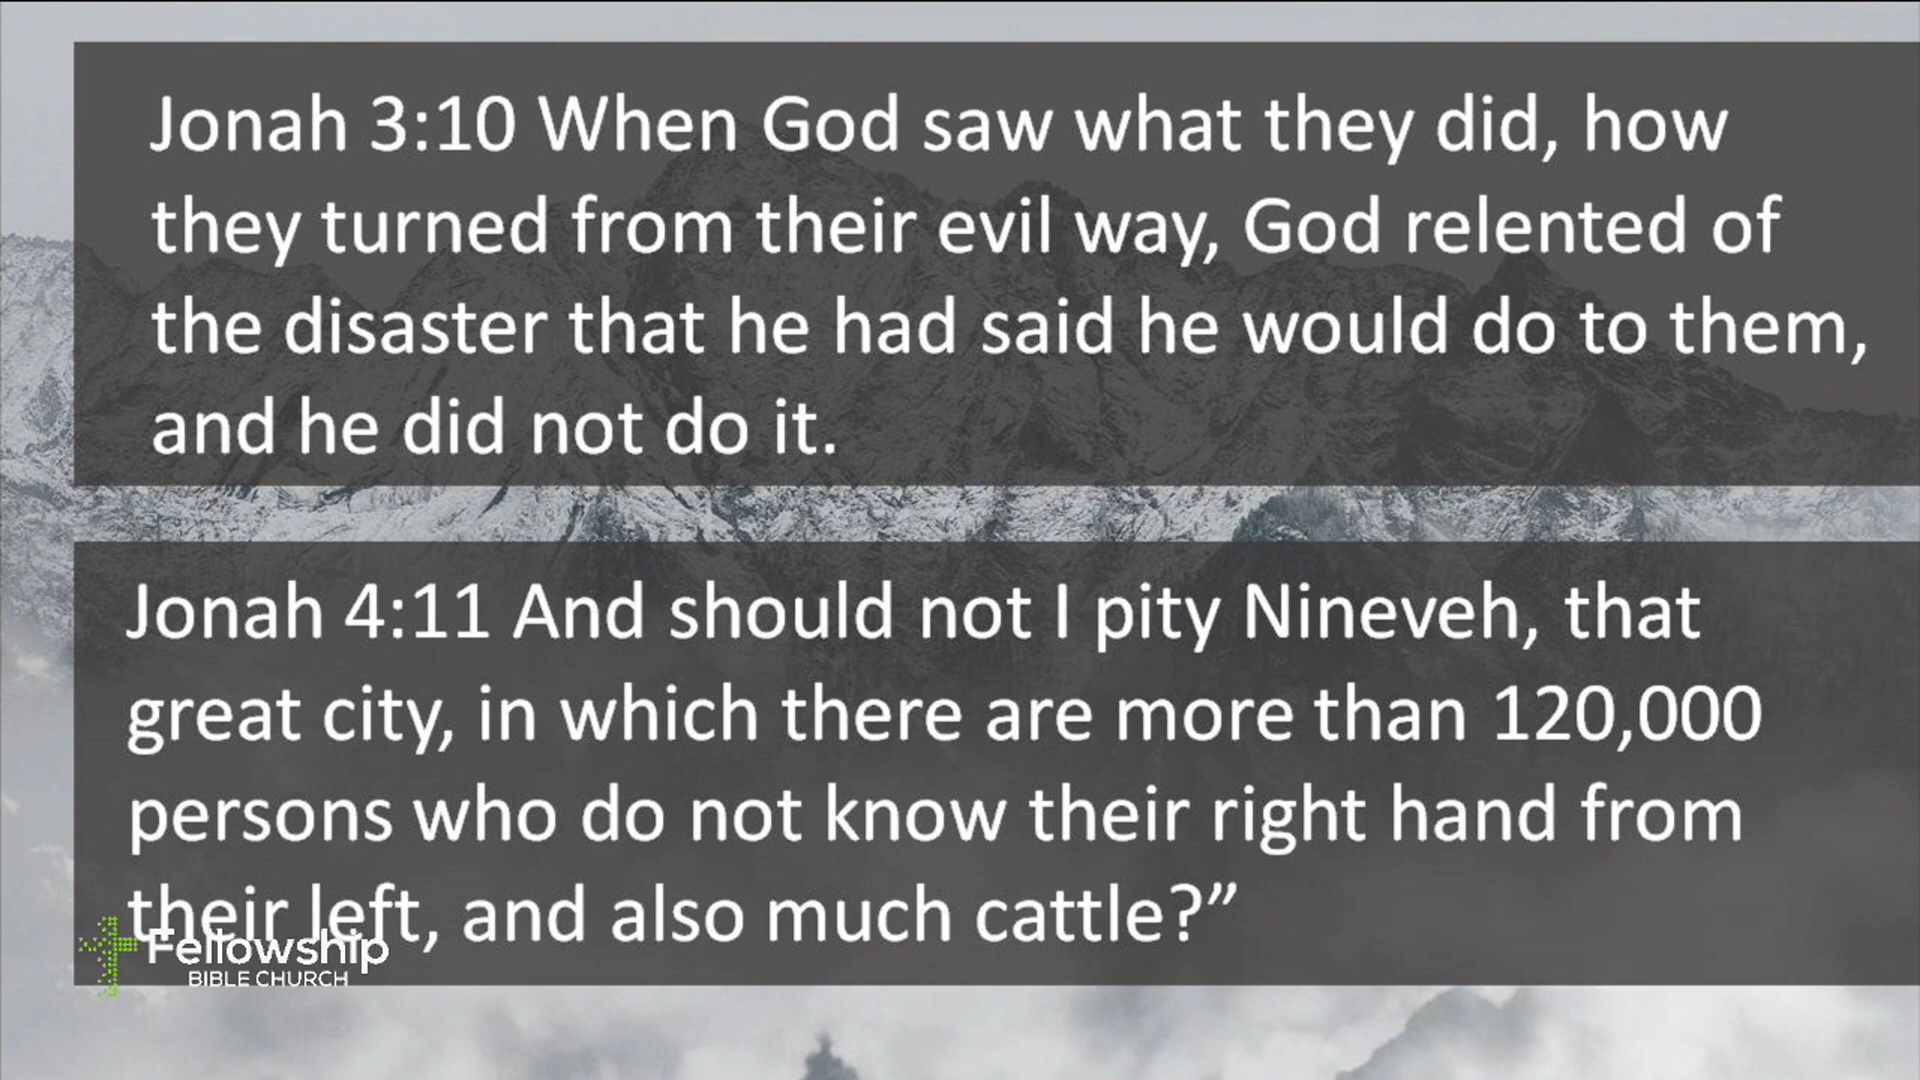 Jonah 3:10 When God saw what they did, how
they turned from their evil way, God relented of
the disaster that he had said he would do to them,
and he did not do it.
Jonah 4:11 And should not I pity Nineveh, that
great city, in which there are more than 120,000
persons who do not know their right hand from
their left, and also much cattle?”
Fellowship
BIBLE CHURCH